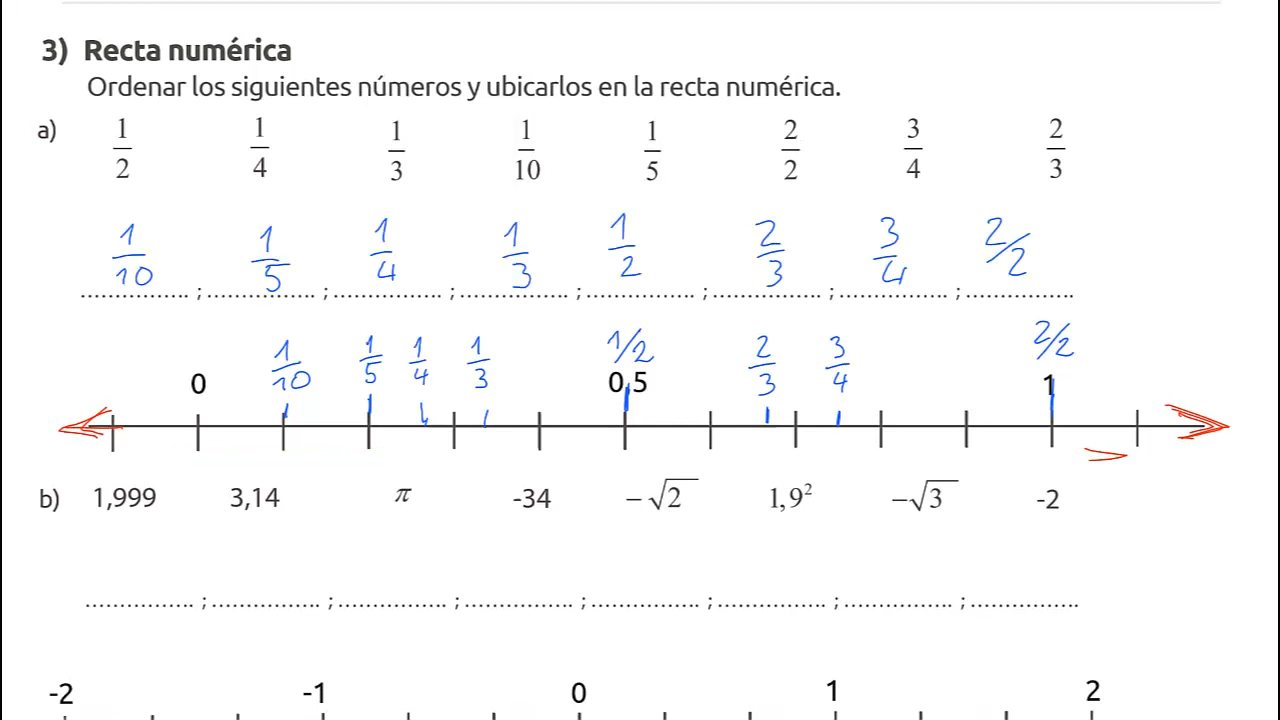 3) Recta numérica
Ordenar los siguientes números y ubicarlos en la recta numérica.
a) 1/2 1/4 1/3 1/10 1/5 2/2 3/4 2/3
1/10 ; 1/5 ; 1/4 ; 1/3 ; 1/2 ; 2/3 ; 3/4 ; 2/2
1/10 1/5 1/4 1/3 1/2 2/3 3/4 2/2
0 0,5 1
b) 1,999 3,14 π -34 −√2 1,9² −√3 -2
................ ; ................. ; ................. ; ................. ; ................. ; ................. ; ................. ; .................
-2 -1 0 1 2